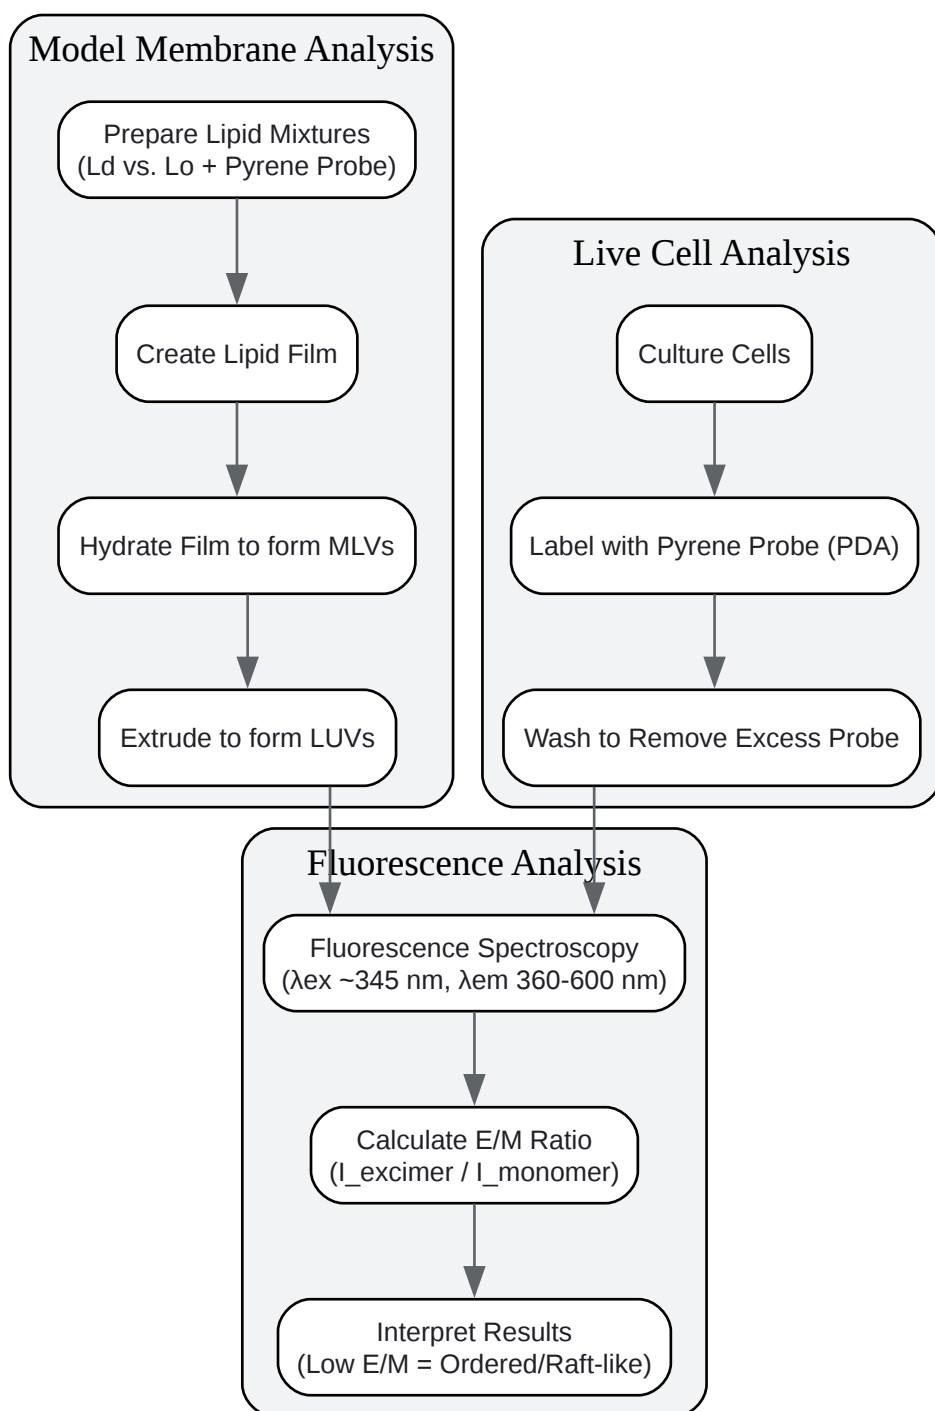 Model Membrane Analysis
Prepare Lipid Mixtures
(Ld vs. Lo + Pyrene Probe)
Create Lipid Film
Hydrate Film to form MLVs
Extrude to form LUVs
Live Cell Analysis
Culture Cells
Label with Pyrene Probe (PDA)
Wash to Remove Excess Probe
Fluorescence Analysis
Fluorescence Spectroscopy
(λex ~345 nm, λem 360-600 nm)
Calculate E/M Ratio
(I_excimer / I_monomer)
Interpret Results
(Low E/M = Ordered/Raft-like)